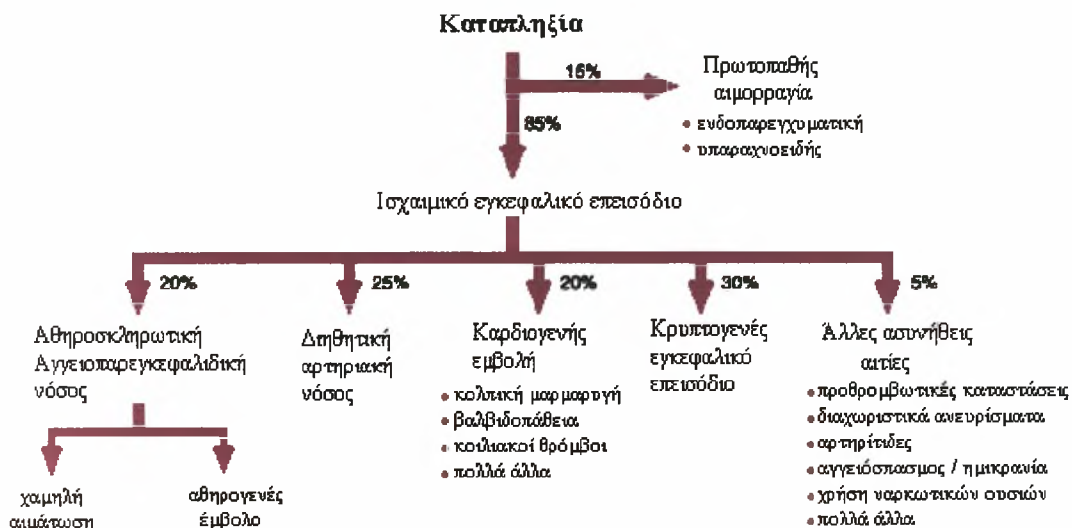 Καταπληξία
15%
Πρωτοπαθής
αιμορραγία
• ενδοπαρεγχυματική
• υπαραχνοειδής
85%
Ισχαιμικό εγκεφαλικό επεισόδιο
20%
Αθηροσκληρωτική
Αγγειοπαρεγκεφαλιδική
νόσος
χαμηλή
αιμάτωση
αθηρογενές
έμβολο
25%
Διηθητική
αρτηριακή
νόσος
20%
Καρδιογενής
εμβολή
• κολπική μαρμαρυγή
• βαλβιδοπάθεια
• κοιλιακοί θρόμβοι
• πολλά άλλα
30%
Κρυπτογενές
εγκεφαλικό
επεισόδιο
5%
Άλλες ασυνήθεις
αιτίες
• προθρομβωτικές καταστάσεις
• διαχωριστικά ανευρίσματα
• αρτηρίτιδες
• αγγειόσπασμος / ημικρανία
• χρήση ναρκωτικών ουσιών
• πολλά άλλα